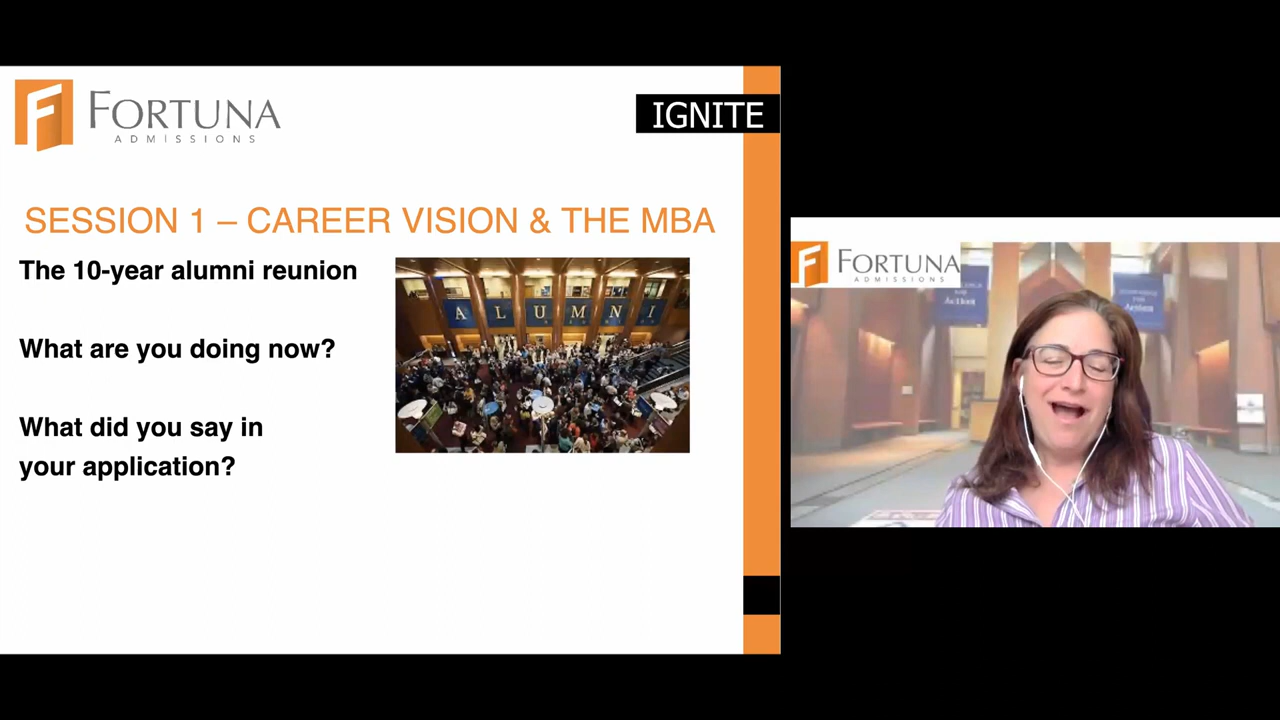 FORTUNA
ADMISSIONS
IGNITE
SESSION 1 – CAREER VISION & THE MBA
The 10-year alumni reunion
What are you doing now?
What did you say in
your application?
ALUMNI
FORTUNA
ADMISSIONS
Action
Action